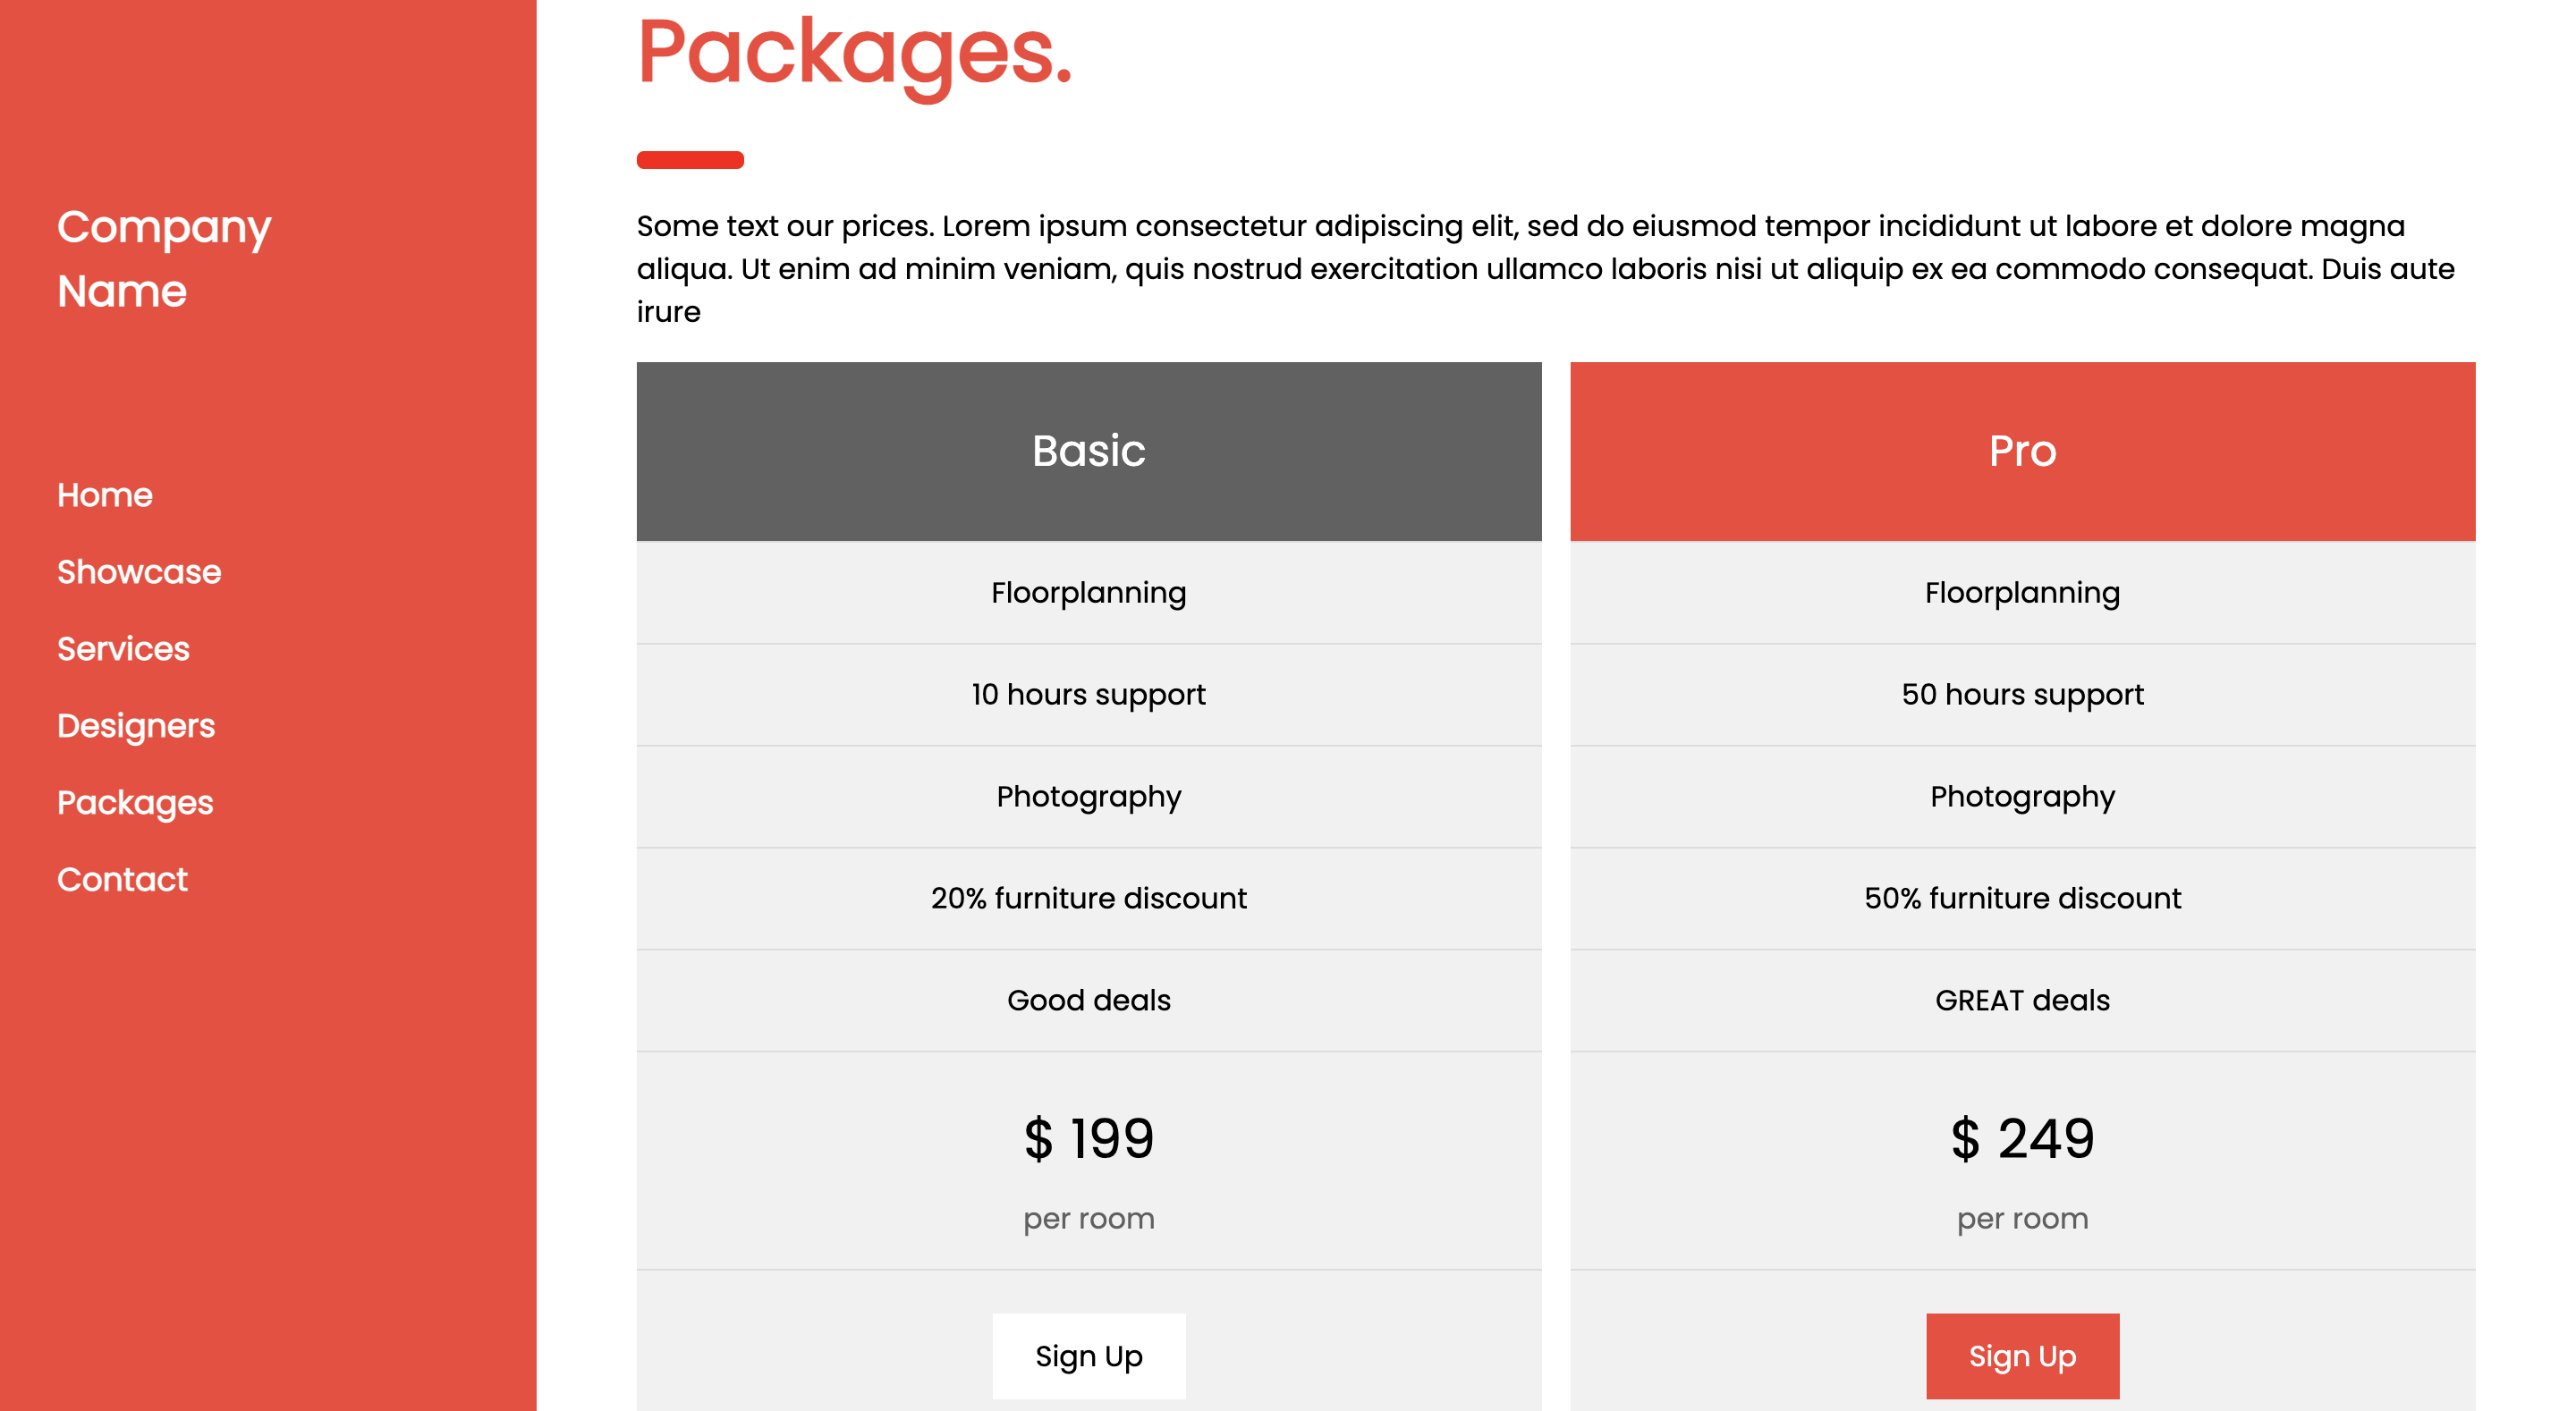 Company
Name
Home
Showcase
Services
Designers
Packages
Contact
Packages.
Some text our prices. Lorem ipsum consectetur adipiscing elit, sed do eiusmod tempor incididunt ut labore et dolore magna
aliqua. Ut enim ad minim veniam, quis nostrud exercitation ullamco laboris nisi ut aliquip ex ea commodo consequat. Duis aute
irure
Basic
Floorplanning
10 hours support
Photography
20% furniture discount
Good deals
$ 199
per room
Sign Up
Pro
Floorplanning
50 hours support
Photography
50% furniture discount
GREAT deals
$ 249
per room
Sign Up